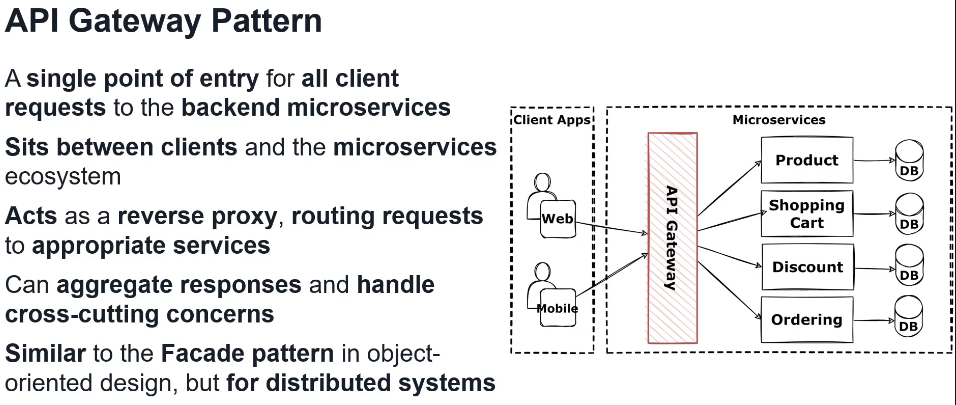 API Gateway Pattern
A single point of entry for all client
requests to the backend microservices
Sits between clients and the microservices
ecosystem
Acts as a reverse proxy, routing requests
to appropriate services
Can aggregate responses and handle
cross-cutting concerns
Similar to the Facade pattern in object-
oriented design, but for distributed systems
Client Apps
Web
Mobile
Microservices
API Gateway
Product
DB
Shopping
Cart
DB
Discount
DB
Ordering
DB